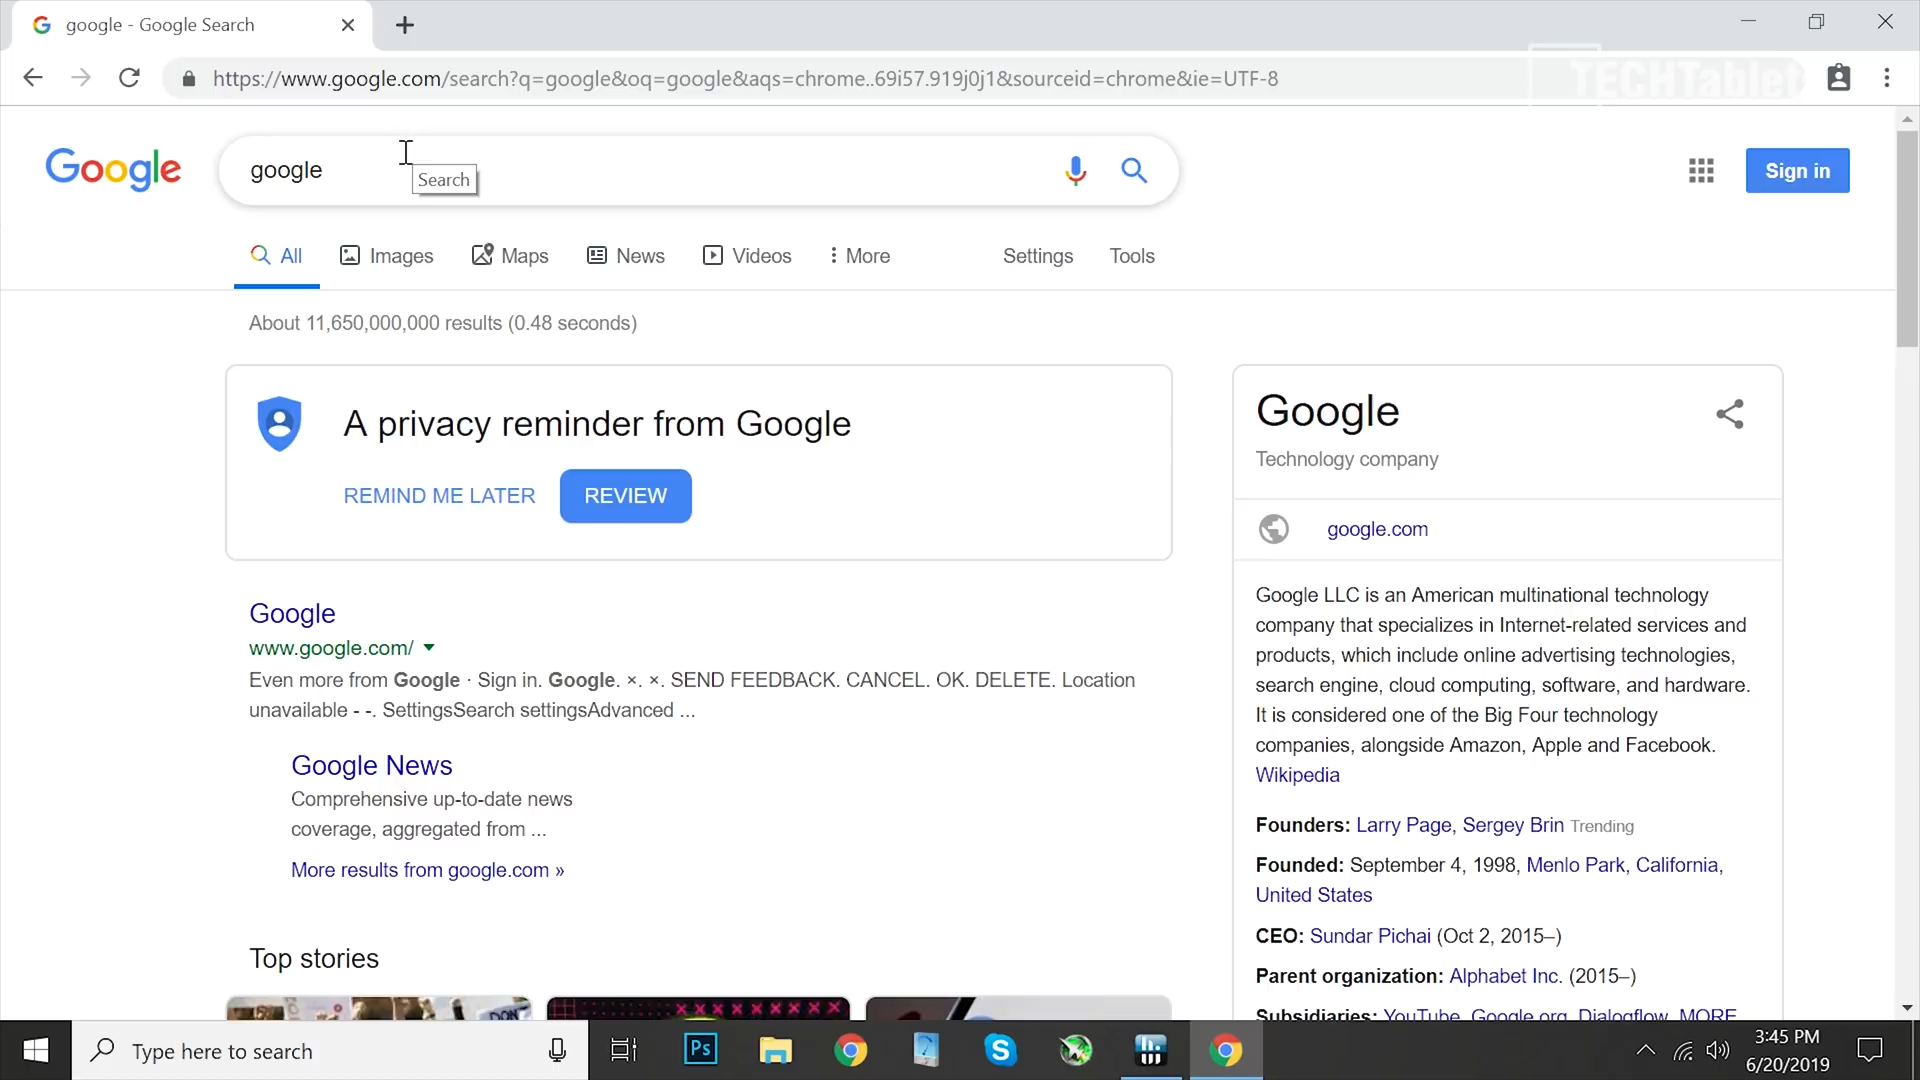 google - Google Search
https://www.google.com/search?q=google&oq=google&aqs=chrome..69i57.919j0j1&sourceid=chrome&ie=UTF-8
TECHTablet
Google
google
Search
Sign in
All
Images
Maps
News
Videos
More
Settings
Tools
About 11,650,000,000 results (0.48 seconds)
A privacy reminder from Google
REMIND ME LATER
REVIEW
Google
www.google.com/
Even more from Google · Sign in. Google. ×. ×. SEND FEEDBACK. CANCEL. OK. DELETE. Location
unavailable - -. SettingsSearch settingsAdvanced ...
Google News
Comprehensive up-to-date news
coverage, aggregated from ...
More results from google.com »
Top stories
DON'
Google
Technology company
google.com
Google LLC is an American multinational technology
company that specializes in Internet-related services and
products, which include online advertising technologies,
search engine, cloud computing, software, and hardware.
It is considered one of the Big Four technology
companies, alongside Amazon, Apple and Facebook.
Wikipedia
Founders: Larry Page, Sergey Brin Trending
Founded: September 4, 1998, Menlo Park, California,
United States
CEO: Sundar Pichai (Oct 2, 2015–)
Parent organization: Alphabet Inc. (2015–)
Subsidiaries: YouTube, Google.org, Dialogflow, MORE
Type here to search
Ps
S
3:45 PM
6/20/2019